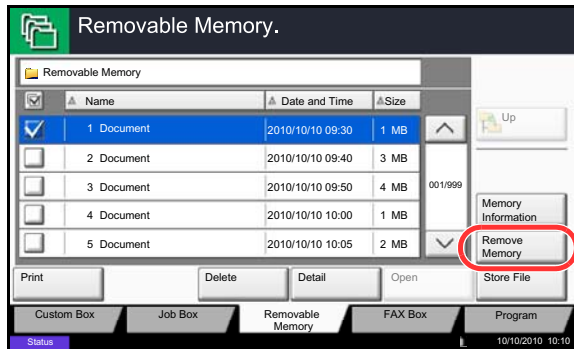 Removable Memory.
Removable Memory
Name Date and Time Size
1 Document 2010/10/10 09:30 1 MB
2 Document 2010/10/10 09:40 3 MB
3 Document 2010/10/10 09:50 4 MB
4 Document 2010/10/10 10:00 1 MB
5 Document 2010/10/10 10:05 2 MB
001/999
Up
Memory
Information
Remove
Memory
Print Delete Detail Open Store File
Custom Box Job Box Removable
Memory FAX Box Program
Status 10/10/2010 10:10